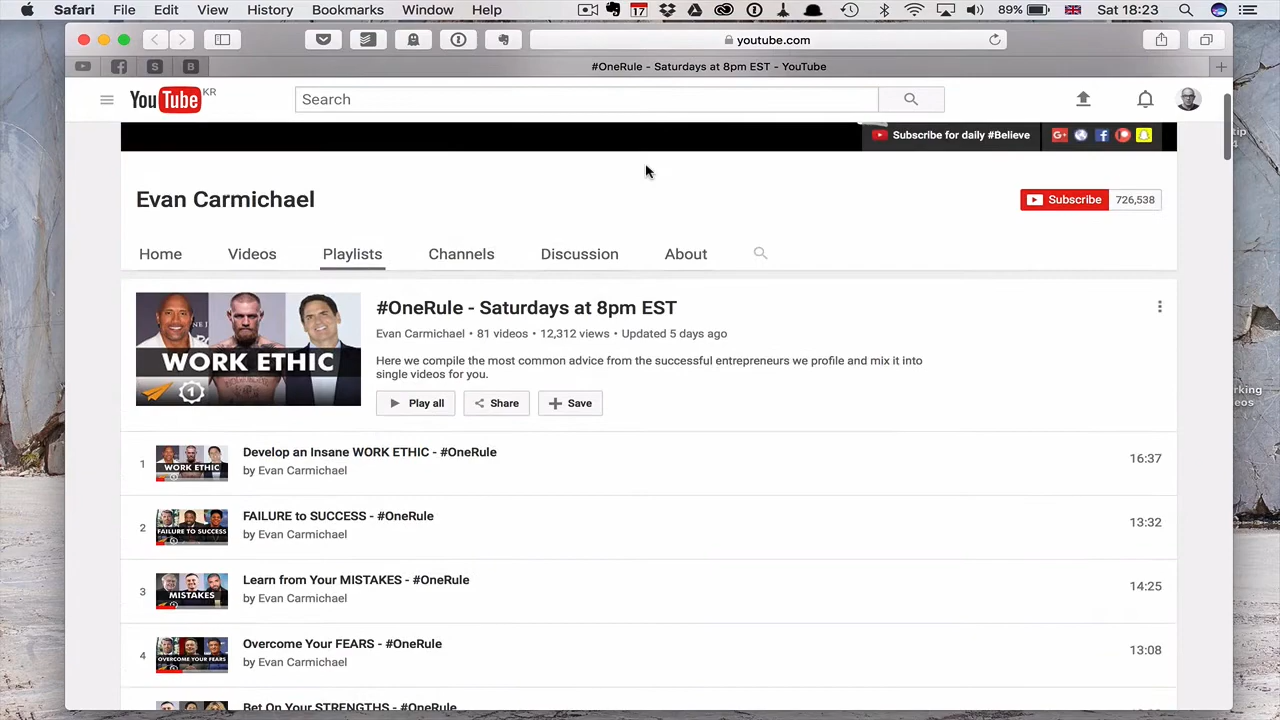 Safari File Edit View History Bookmarks Window Help 17 89% Sat 18:23
youtube.com
S B #OneRule - Saturdays at 8pm EST - YouTube
YouTube KR Search
Subscribe for daily #Believe G+
Evan Carmichael Subscribe 726,538
Home Videos Playlists Channels Discussion About
WORK ETHIC
1
#OneRule - Saturdays at 8pm EST
Evan Carmichael • 81 videos • 12,312 views • Updated 5 days ago
Here we compile the most common advice from the successful entrepreneurs we profile and mix it into
single videos for you.
Play all Share Save
1 WORK ETHIC Develop an Insane WORK ETHIC - #OneRule 16:37
by Evan Carmichael
2 FAILURE TO SUCCESS FAILURE to SUCCESS - #OneRule 13:32
by Evan Carmichael
3 MISTAKES Learn from Your MISTAKES - #OneRule 14:25
by Evan Carmichael
4 OVERCOME YOUR FEARS Overcome Your FEARS - #OneRule 13:08
by Evan Carmichael
Bet On Your STRENGTHS - #OneRule